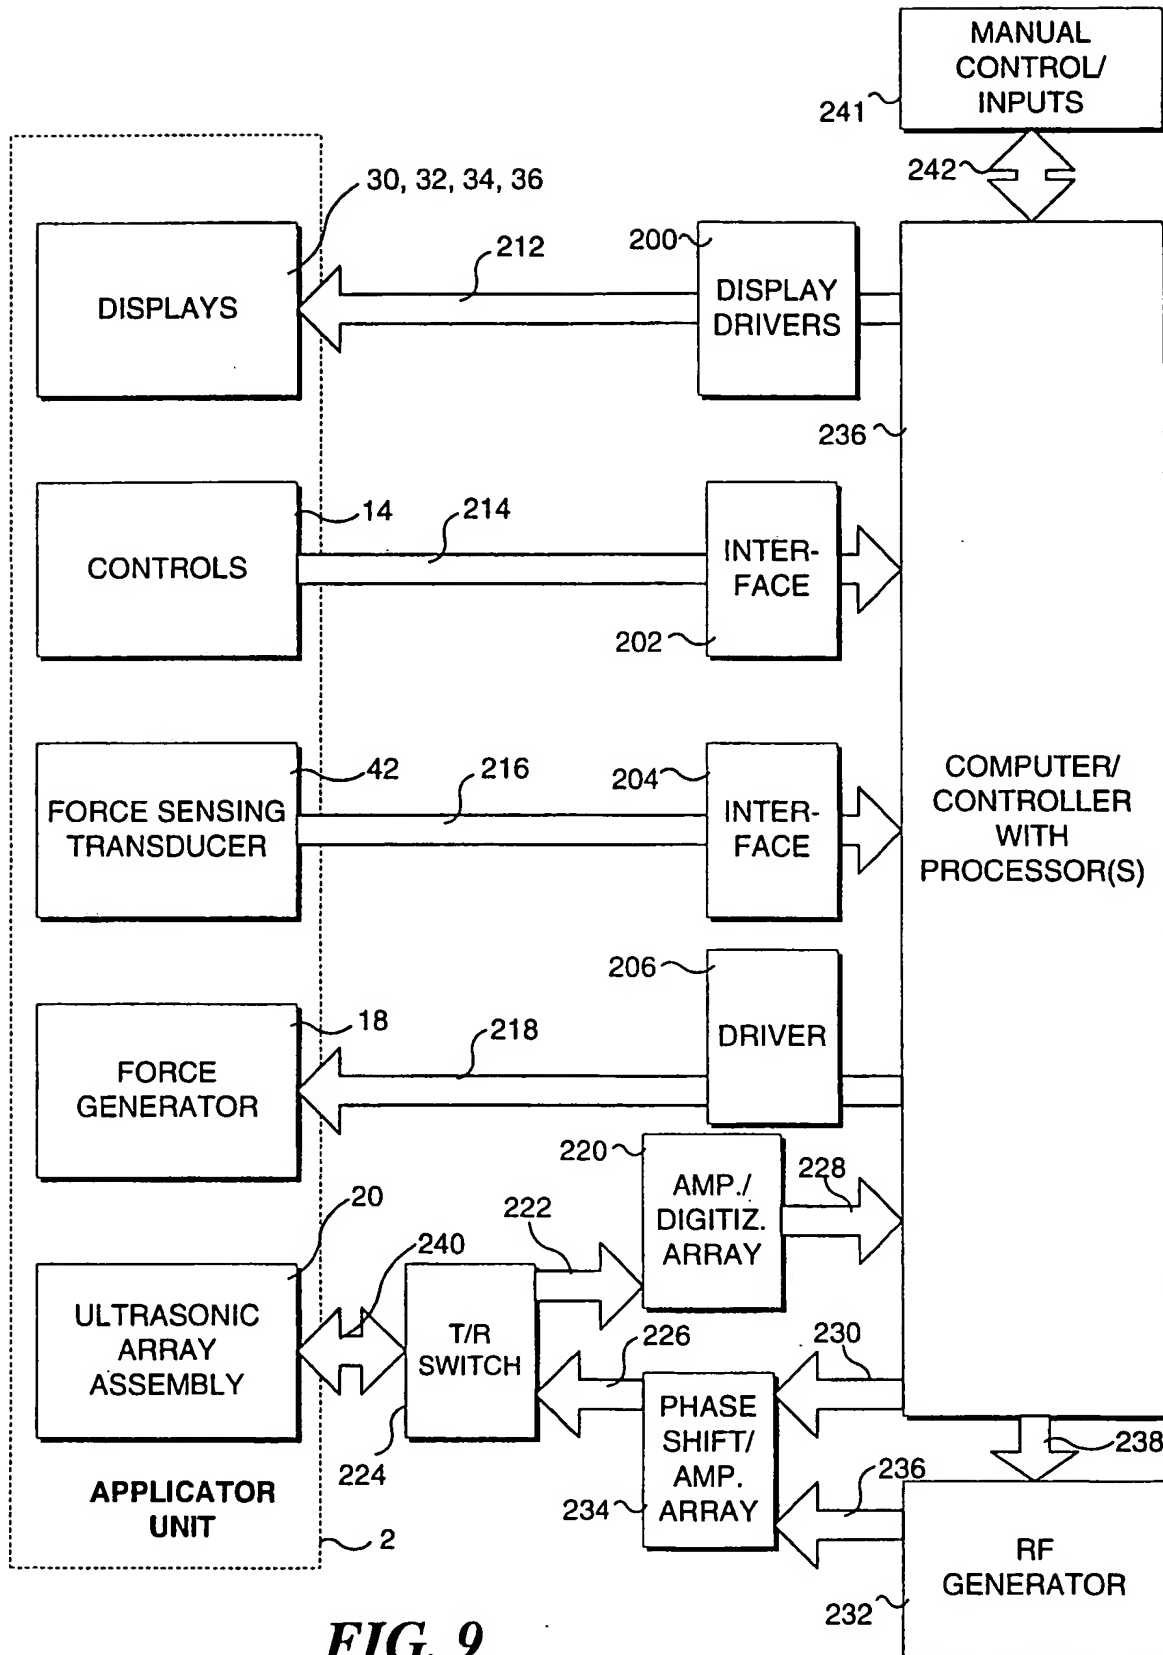 MANUAL
CONTROL/
INPUTS
241
242
30, 32, 34, 36
DISPLAYS
212
200
DISPLAY
DRIVERS
236
CONTROLS
14
214
INTER-
FACE
202
FORCE SENSING
TRANSDUCER
42
216
204
INTER-
FACE
COMPUTER/
CONTROLLER
WITH
PROCESSOR(S)
FORCE
GENERATOR
18
218
206
DRIVER
220
AMP./
DIGITIZ.
ARRAY
228
222
20
240
ULTRASONIC
ARRAY
ASSEMBLY
T/R
SWITCH
224
226
230
PHASE
SHIFT/
AMP.
ARRAY
234
236
238
APPLICATOR
UNIT
2
RF
GENERATOR
232
FIG. 9